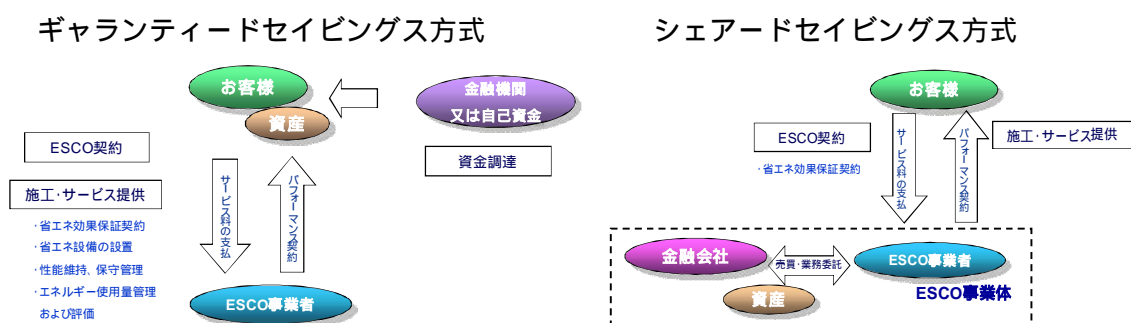 ギャランティードセイビングス方式
お客様
資産
金融機関
又は自己資金
資金調達
ESCO契約
施工・サービス提供
・省エネ効果保証契約
・省エネ設備の設置
・性能維持、保守管理
・エネルギー使用量管理
および評価
サービス料の支払
パフォーマンス契約
ESCO事業者
シェアードセイビングス方式
お客様
ESCO契約
・省エネ効果保証契約
サービス料の支払
パフォーマンス契約
施工・サービス提供
金融会社
売買・業務委託
ESCO事業者
資産
ESCO事業体